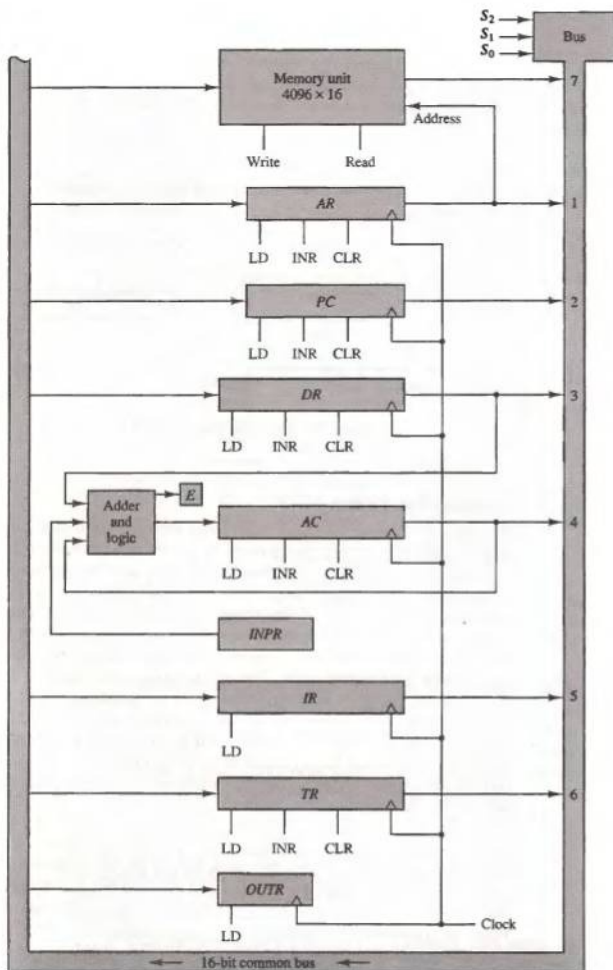 S₂
S₁
S₀
Bus
Memory unit
4096 × 16
7
Address
Write Read
AR
1
LD INR CLR
PC
2
LD INR CLR
DR
3
LD INR CLR
Adder
and
logic
E
AC
4
LD INR CLR
INPR
IR
5
LD
TR
6
LD INR CLR
OUTR
LD
Clock
16-bit common bus